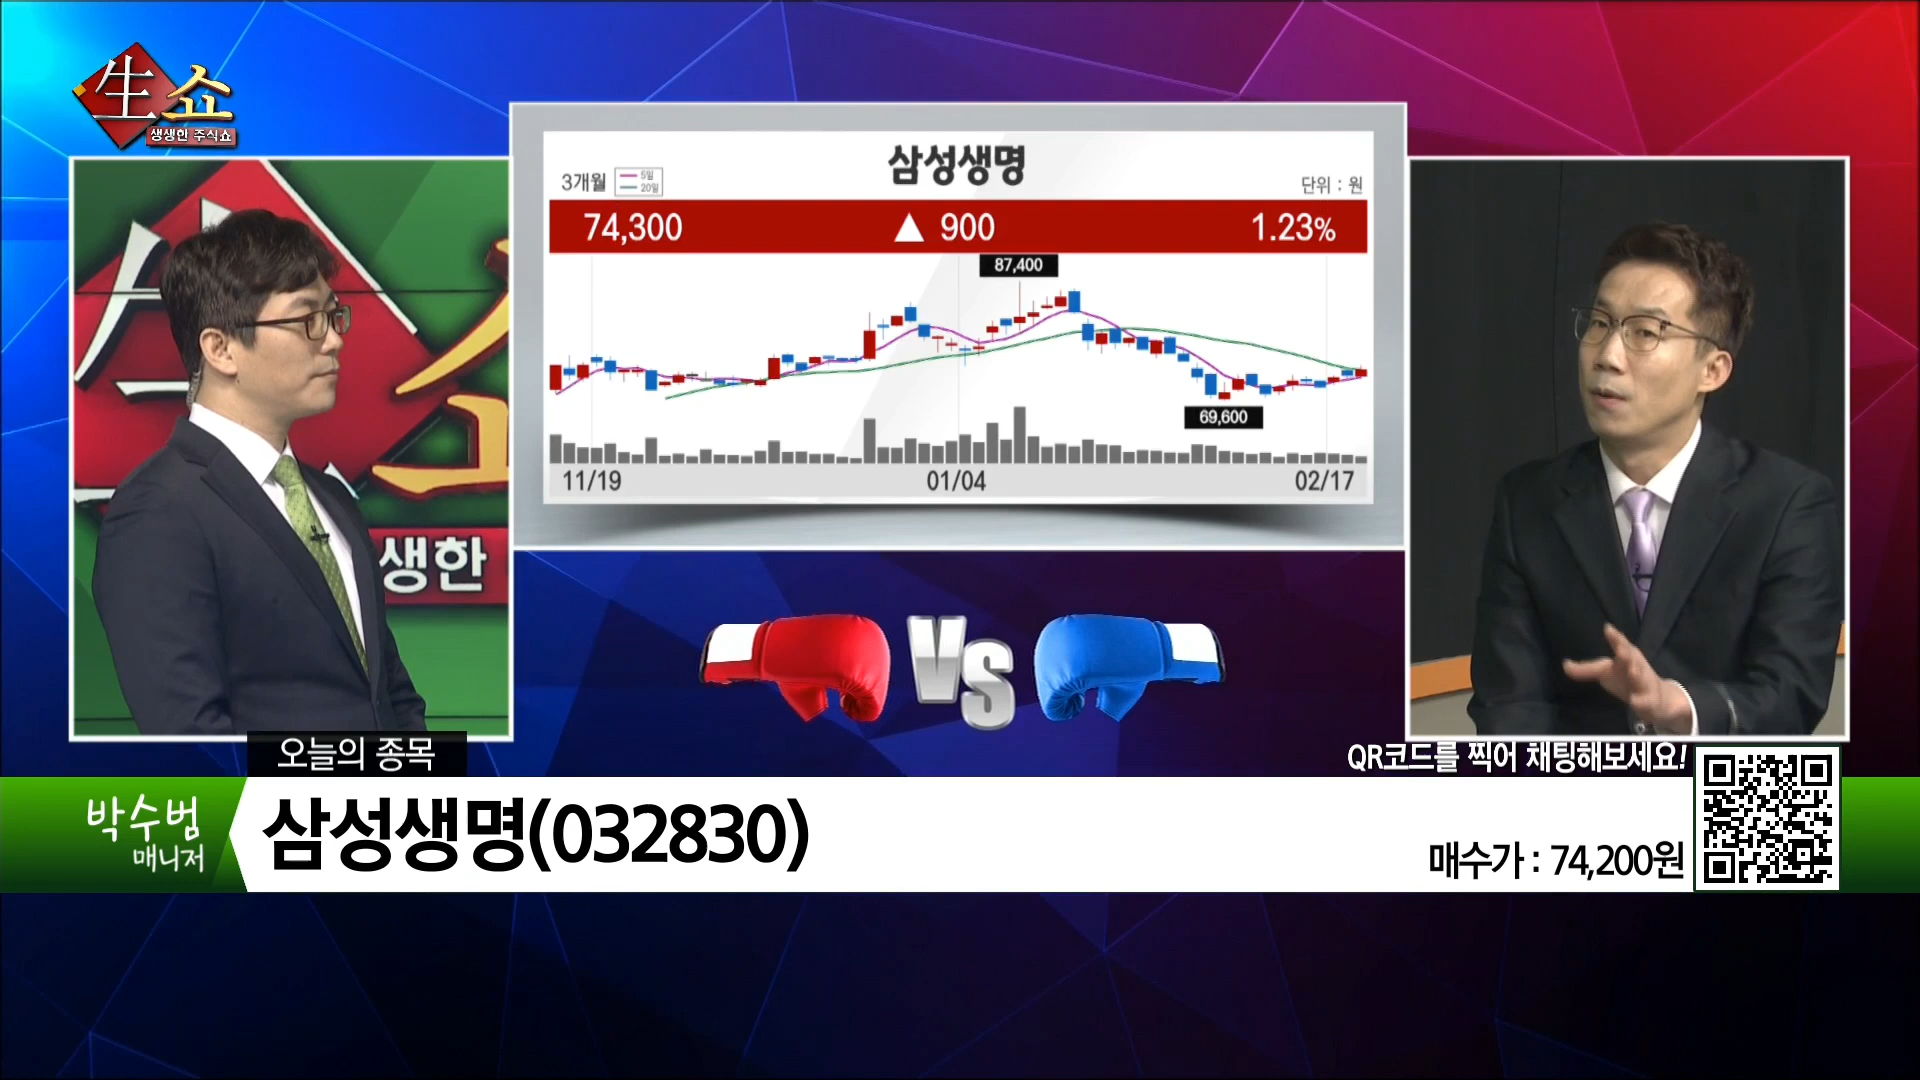 生쇼
생생한 주식쇼
생한
삼성생명
3개월
5일
20일
단위 : 원
74,300 ▲ 900 1.23%
87,400
69,600
11/19 01/04 02/17
VS
오늘의 종목
QR코드를 찍어 채팅해보세요!
박수범
매니저
삼성생명(032830)
매수가 : 74,200원